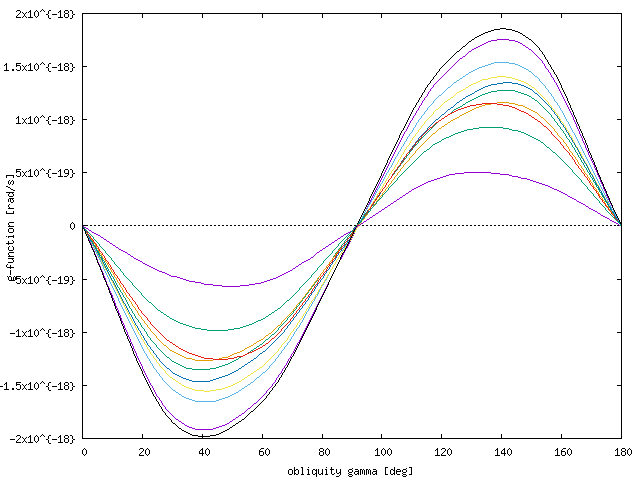 2x10^{-18}
1.5x10^{-18}
1x10^{-18}
5x10^{-19}
0
-5x10^{-19}
-1x10^{-18}
-1.5x10^{-18}
-2x10^{-18}
g-function [rad/s]
0 20 40 60 80 100 120 140 160 180
obliquity gamma [deg]